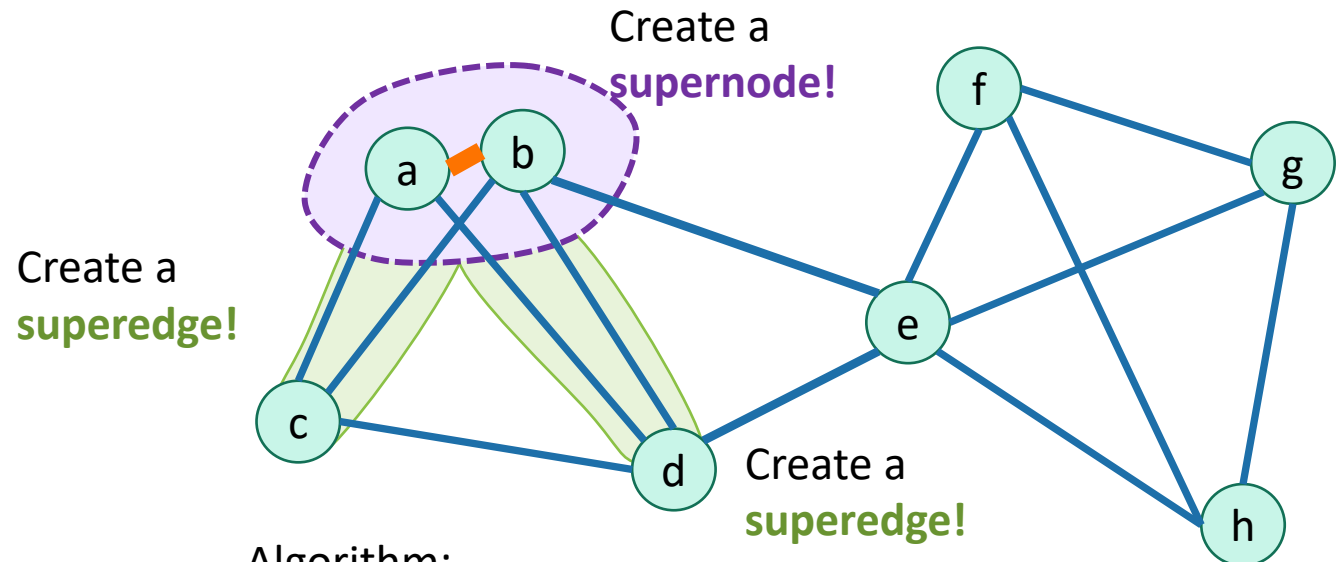 Create a
supernode!
f
b
a
g
Create a
superedge!
e
c
d
Create a
superedge!
h
Algorithm: